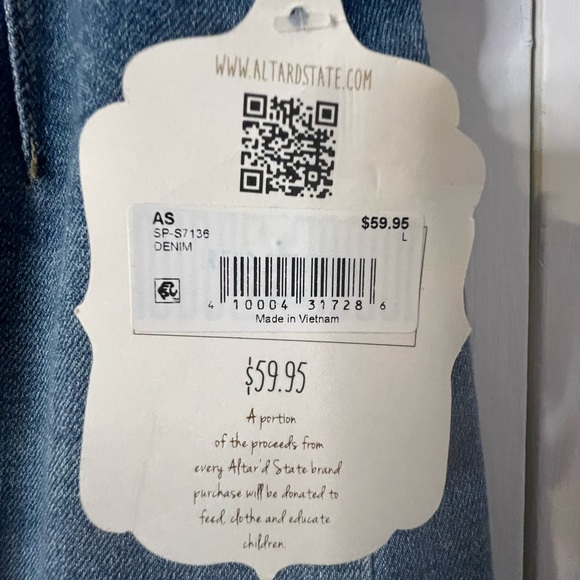 WWW.ALTARDSTATE.COM
AS
$59.95
SP-S7136
L
DENIM
4 10004 31728 6
Made in Vietnam
$59.95
A portion
of the proceeds from
every Altar'd State brand
purchase will be donated to
feed, clothe and educate
children.